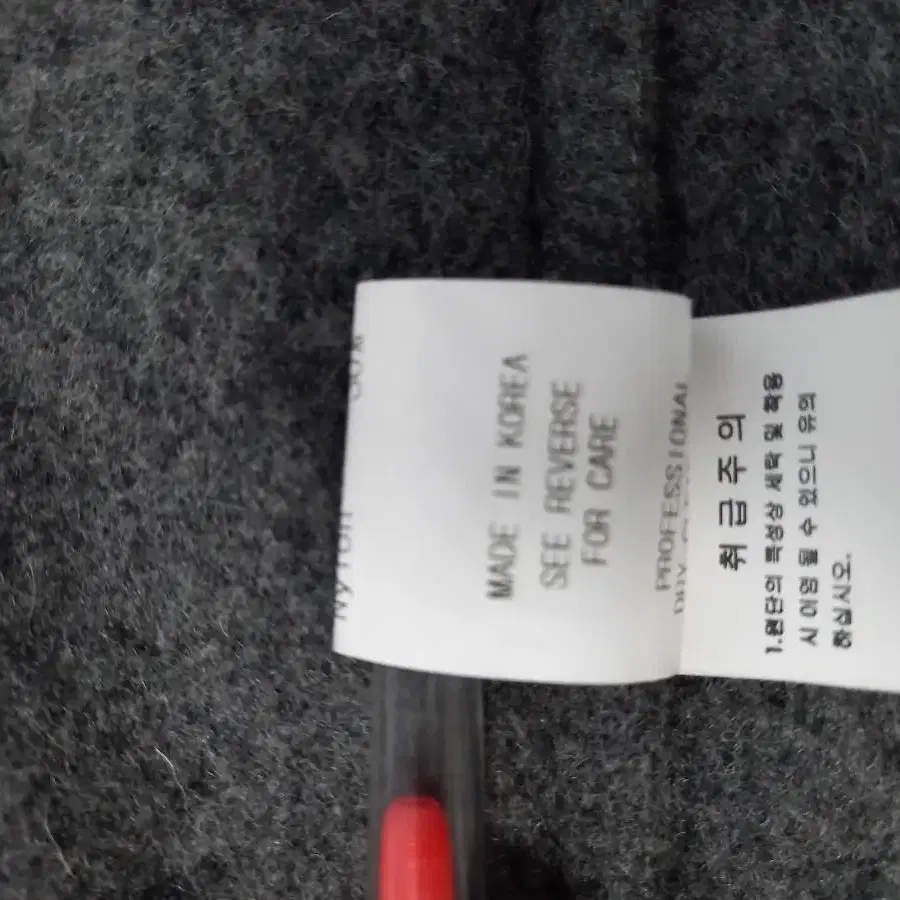 Nylon
MADE IN KOREA
SEE REVERSE
FOR CARE
PROFESSIONAL
취급주의
1.원단의 특성상 세탁 및 착용
시 이염 될 수 있으니 유의
하십시오.